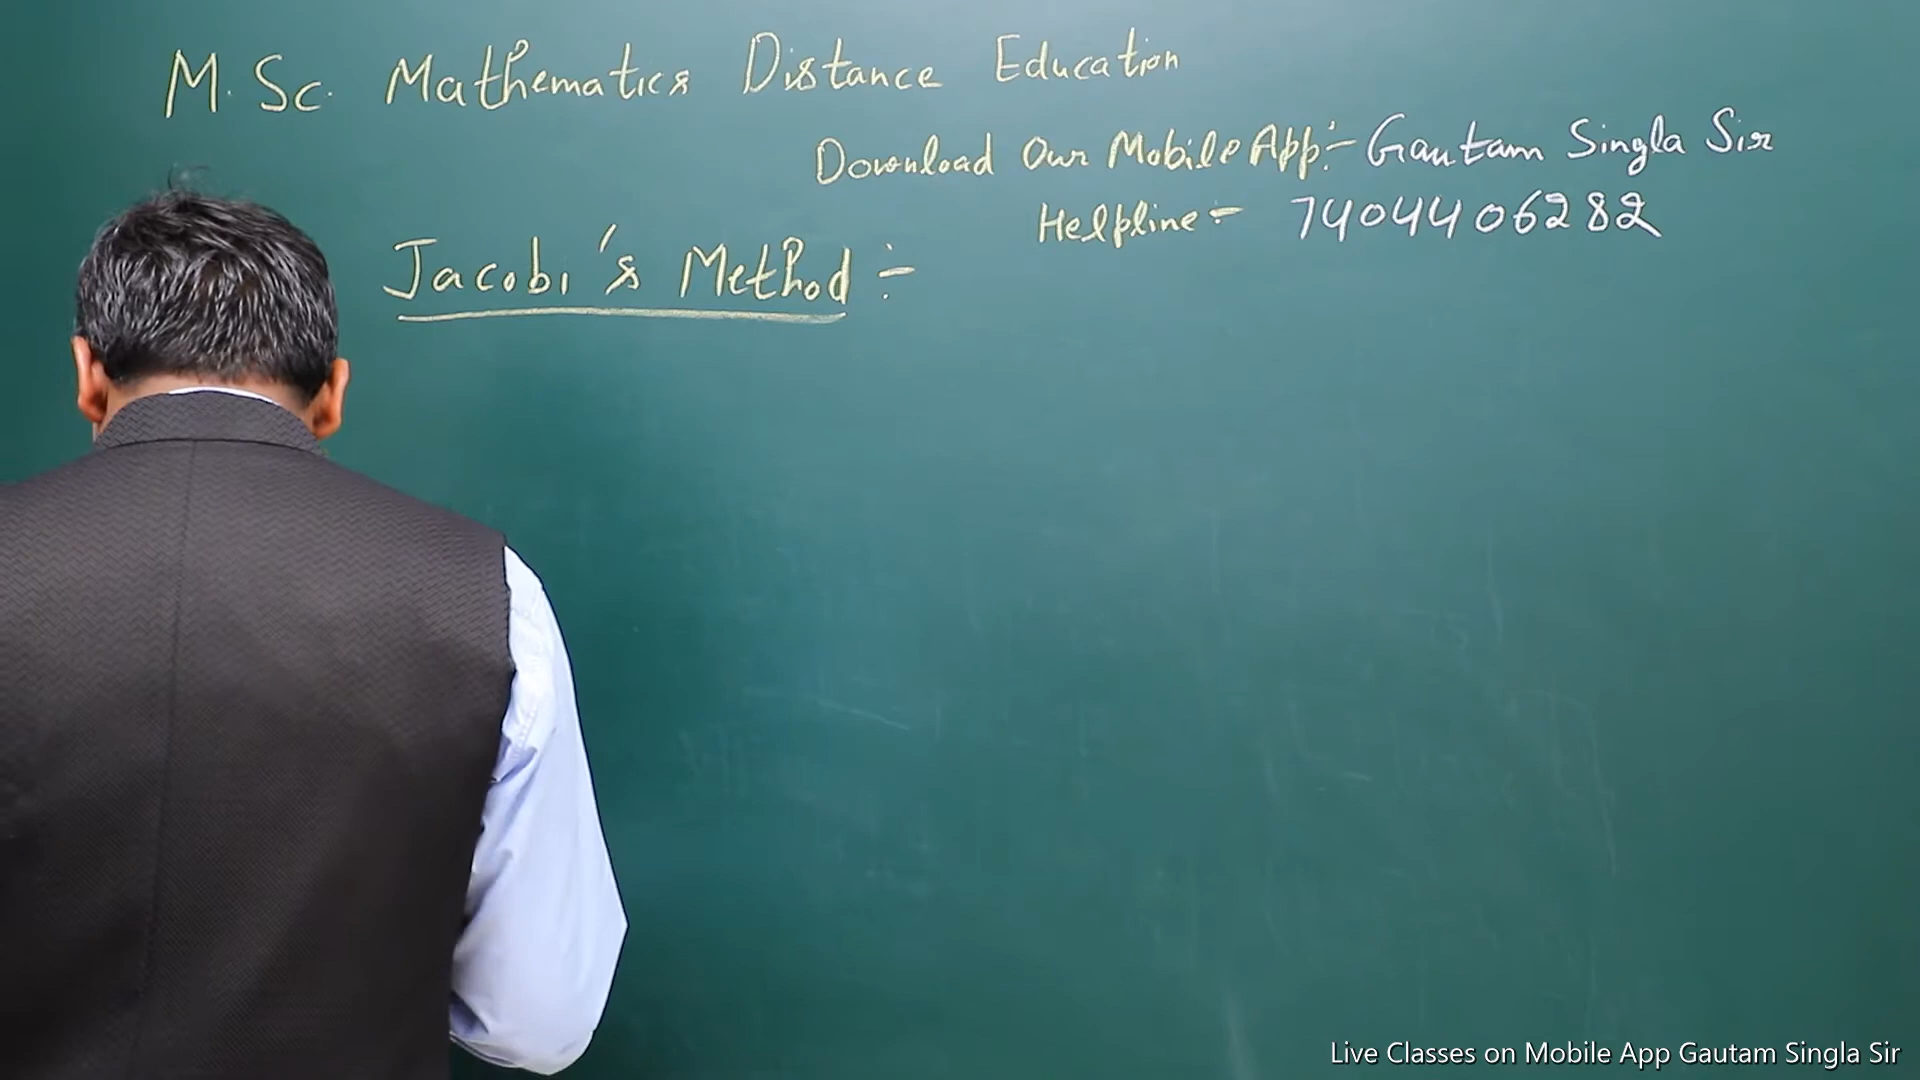 M.Sc. Mathematics Distance Education
Download Our Mobile App:- Gautam Singla Sir
Helpline:- 7404406282
Jacobi's Method :-
Live Classes on Mobile App Gautam Singla Sir